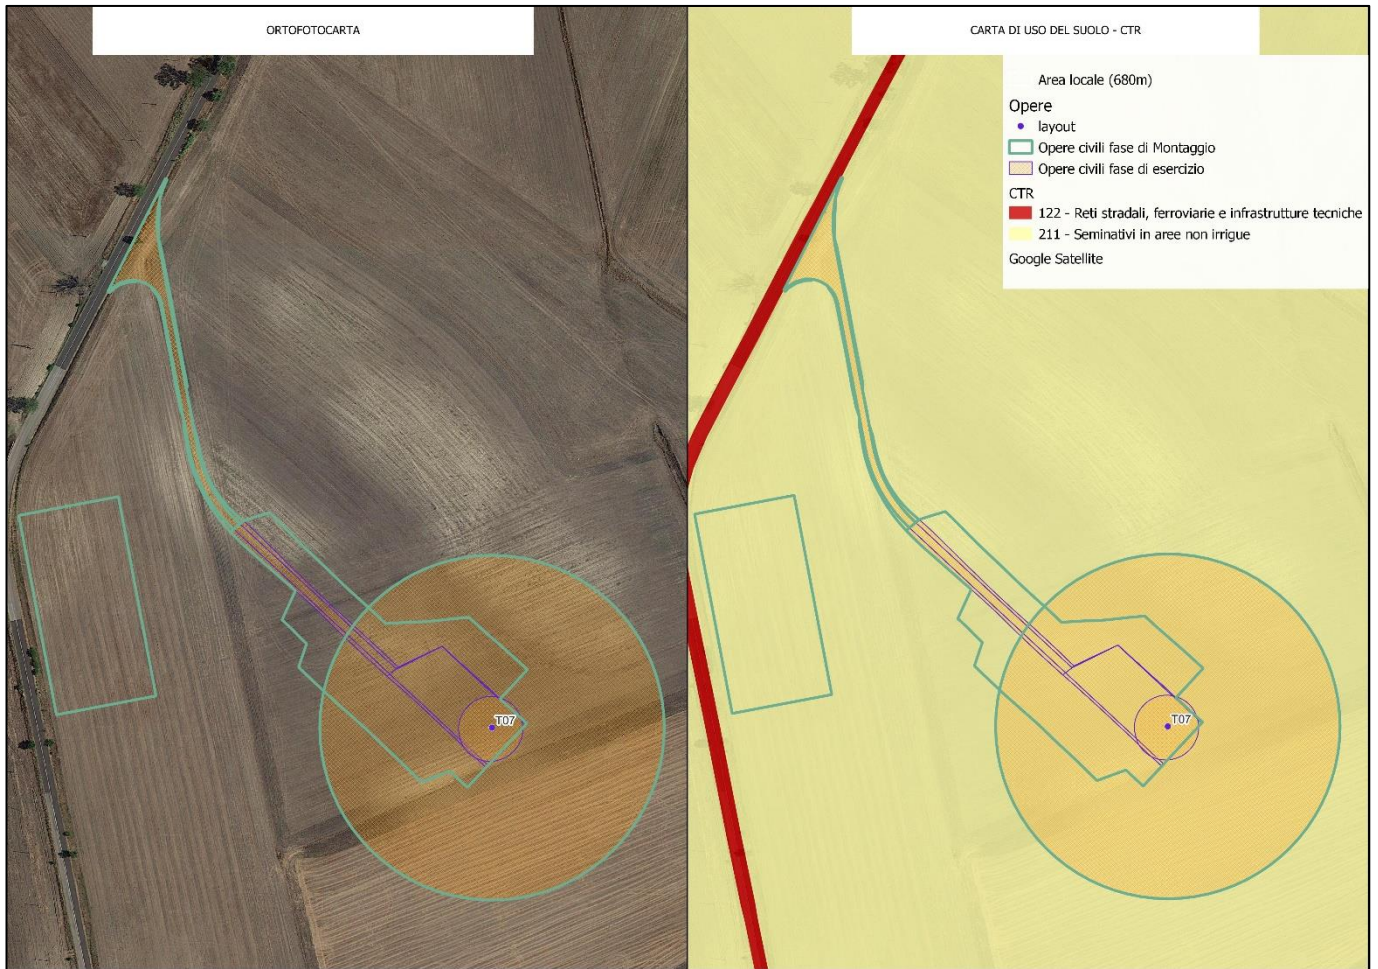 ORTOFOTOCARTA
CARTA DI USO DEL SUOLO - CTR
Area locale (680m)
Opere
layout
Opere civili fase di Montaggio
Opere civili fase di esercizio
CTR
122 - Reti stradali, ferroviarie e infrastrutture tecniche
211 - Seminativi in aree non irrigue
Google Satellite
T07
T07